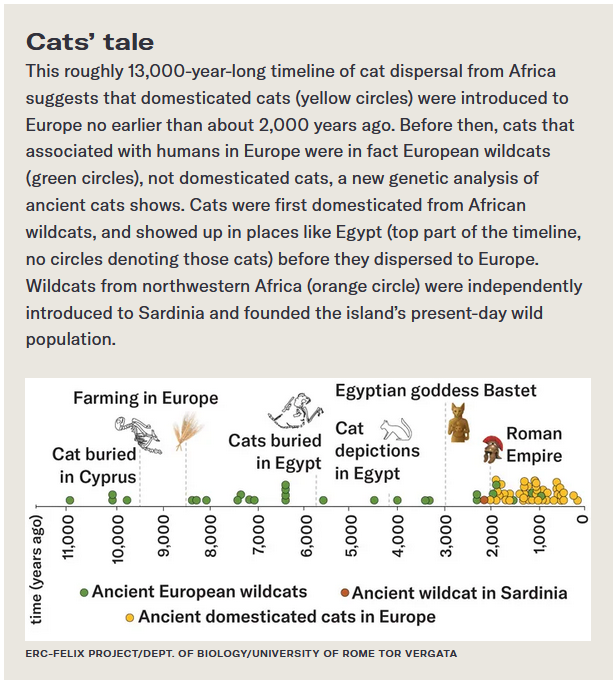 Cats’ tale
This roughly 13,000-year-long timeline of cat dispersal from Africa
suggests that domesticated cats (yellow circles) were introduced to
Europe no earlier than about 2,000 years ago. Before then, cats that
associated with humans in Europe were in fact European wildcats
(green circles), not domesticated cats, a new genetic analysis of
ancient cats shows. Cats were first domesticated from African
wildcats, and showed up in places like Egypt (top part of the timeline,
no circles denoting those cats) before they dispersed to Europe.
Wildcats from northwestern Africa (orange circle) were independently
introduced to Sardinia and founded the island’s present-day wild
population.
Farming in Europe
Cat buried
in Cyprus
Cats buried
in Egypt
Egyptian goddess Bastet
Cat
depictions
in Egypt
Roman
Empire
time (years ago)
11,000
10,000
9,000
8,000
7,000
6,000
5,000
4,000
3,000
2,000
1,000
0
Ancient European wildcats
Ancient wildcat in Sardinia
Ancient domesticated cats in Europe
ERC-FELIX PROJECT/DEPT. OF BIOLOGY/UNIVERSITY OF ROME TOR VERGATA